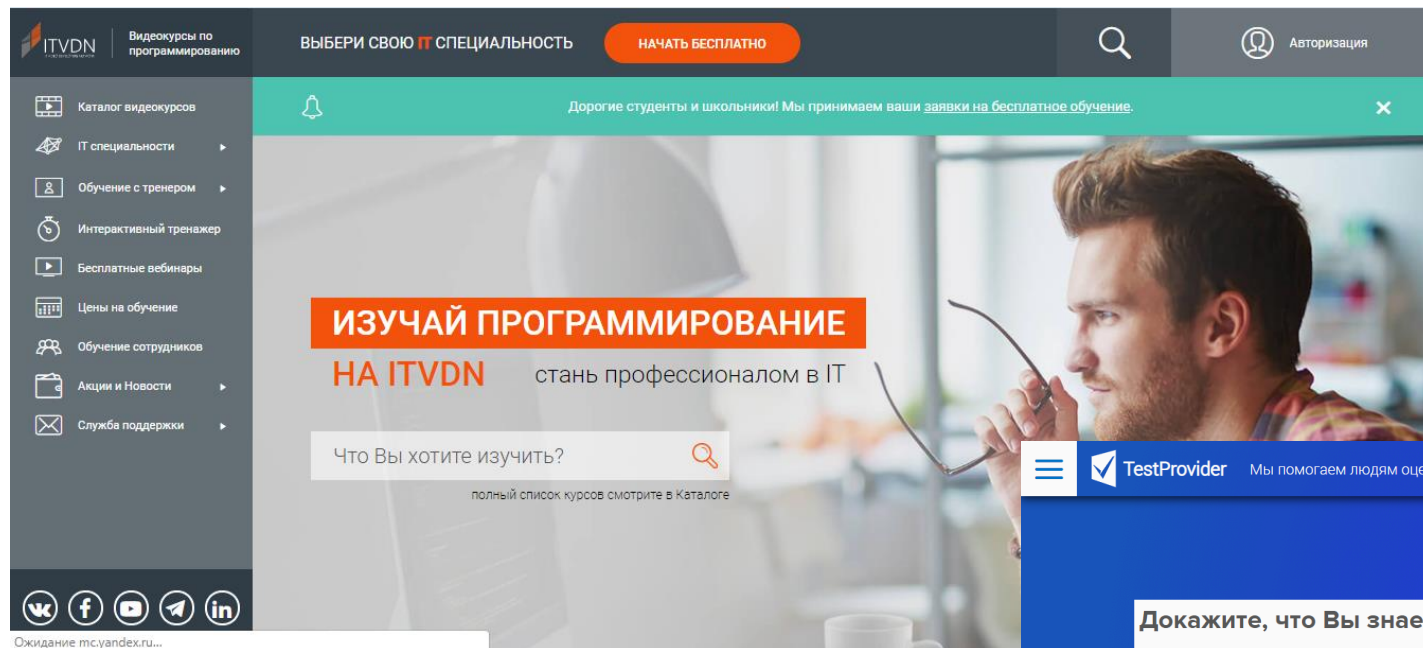 ITVDN
Видеокурсы по
программированию
ВЫБЕРИ СВОЮ IT СПЕЦИАЛЬНОСТЬ
НАЧАТЬ БЕСПЛАТНО
Авторизация
Каталог видеокурсов
IT специальности
Обучение с тренером
Интерактивный тренажер
Бесплатные вебинары
Цены на обучение
Обучение сотрудников
Акции и Новости
Служба поддержки
Дорогие студенты и школьники! Мы принимаем ваши заявки на бесплатное обучение.
ИЗУЧАЙ ПРОГРАММИРОВАНИЕ
НА ITVDN стань профессионалом в IT
Что Вы хотите изучить?
полный список курсов смотрите в Каталоге
TestProvider Мы помогаем людям оце
Докажите, что Вы знае
Ожидание mc.yandex.ru...